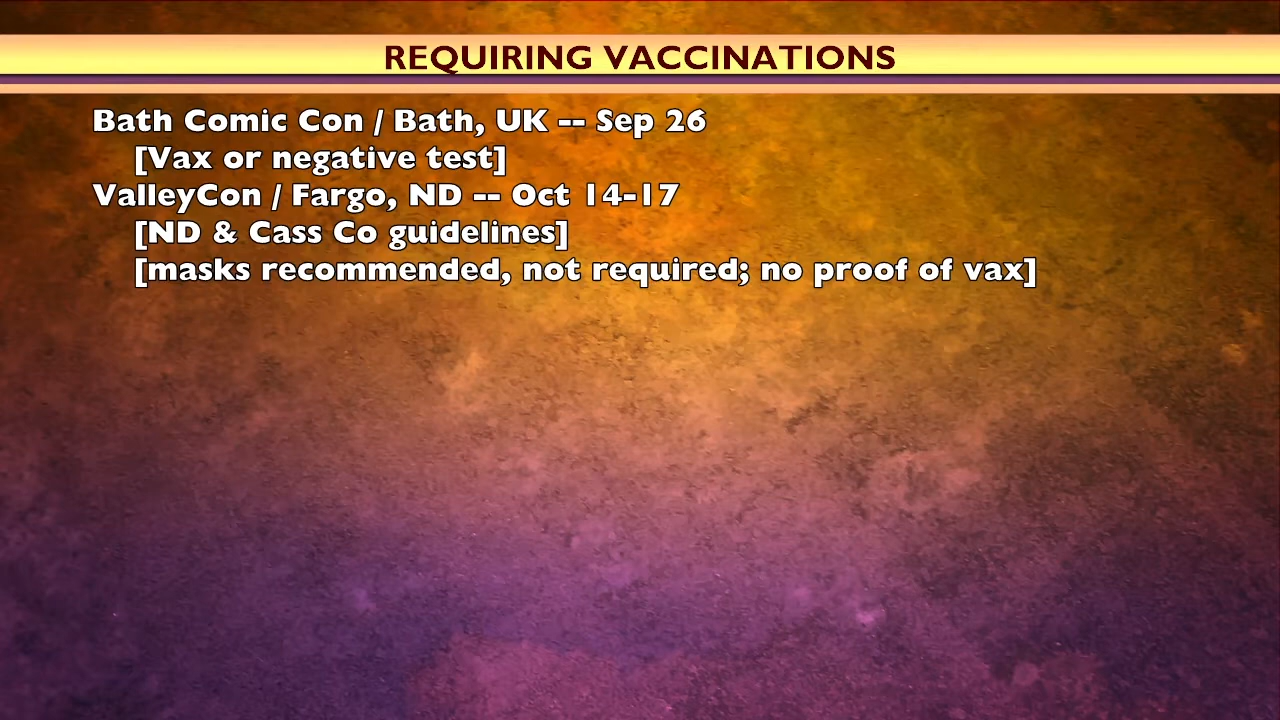 REQUIRING VACCINATIONS
Bath Comic Con / Bath, UK -- Sep 26
[Vax or negative test]
ValleyCon / Fargo, ND -- Oct 14-17
[ND & Cass Co guidelines]
[masks recommended, not required; no proof of vax]